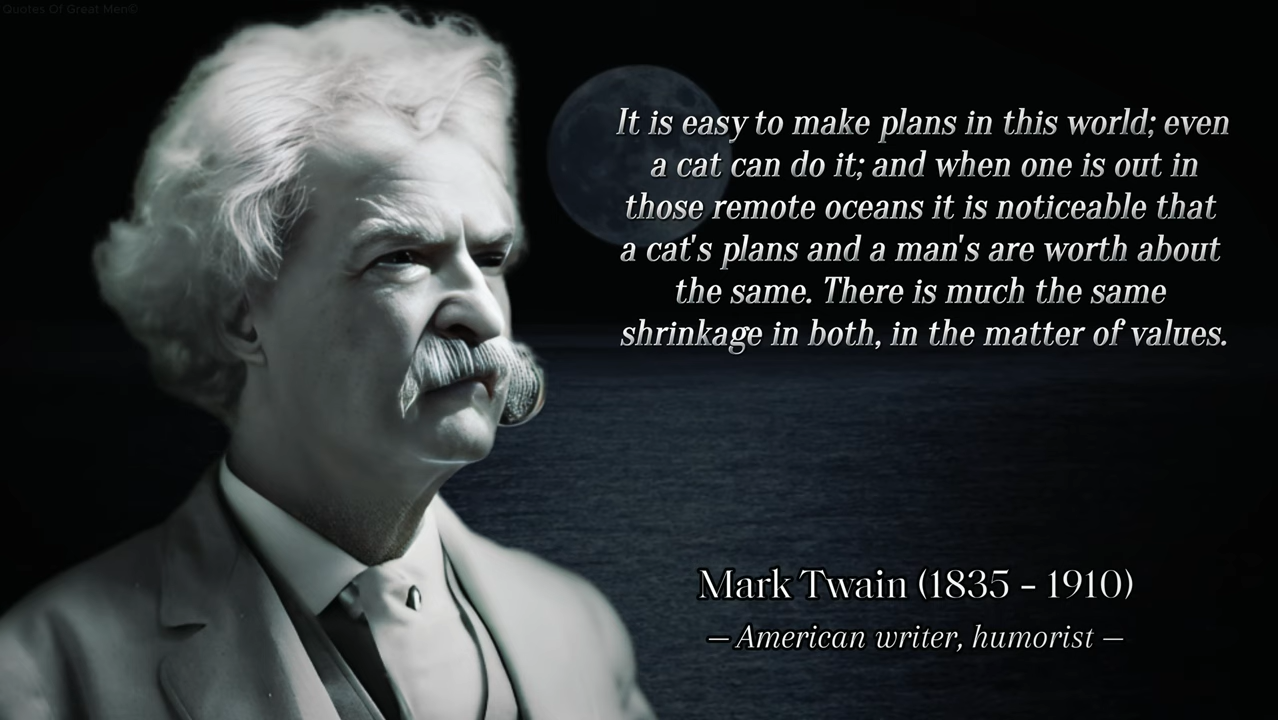 Quotes Of Great Men©
It is easy to make plans in this world; even
a cat can do it; and when one is out in
those remote oceans it is noticeable that
a cat's plans and a man's are worth about
the same. There is much the same
shrinkage in both, in the matter of values.
Mark Twain (1835 - 1910)
— American writer, humorist —